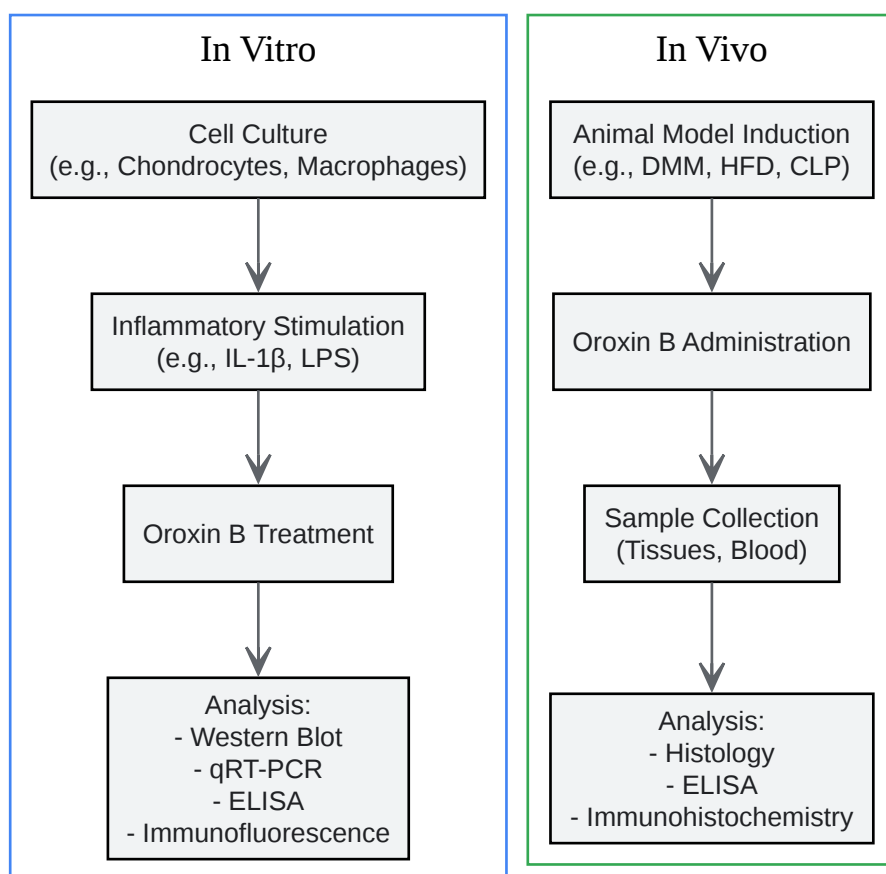 In Vitro
Cell Culture
(e.g., Chondrocytes, Macrophages)
Inflammatory Stimulation
(e.g., IL-1β, LPS)
Oroxin B Treatment
Analysis:
- Western Blot
- qRT-PCR
- ELISA
- Immunofluorescence
In Vivo
Animal Model Induction
(e.g., DMM, HFD, CLP)
Oroxin B Administration
Sample Collection
(Tissues, Blood)
Analysis:
- Histology
- ELISA
- Immunohistochemistry